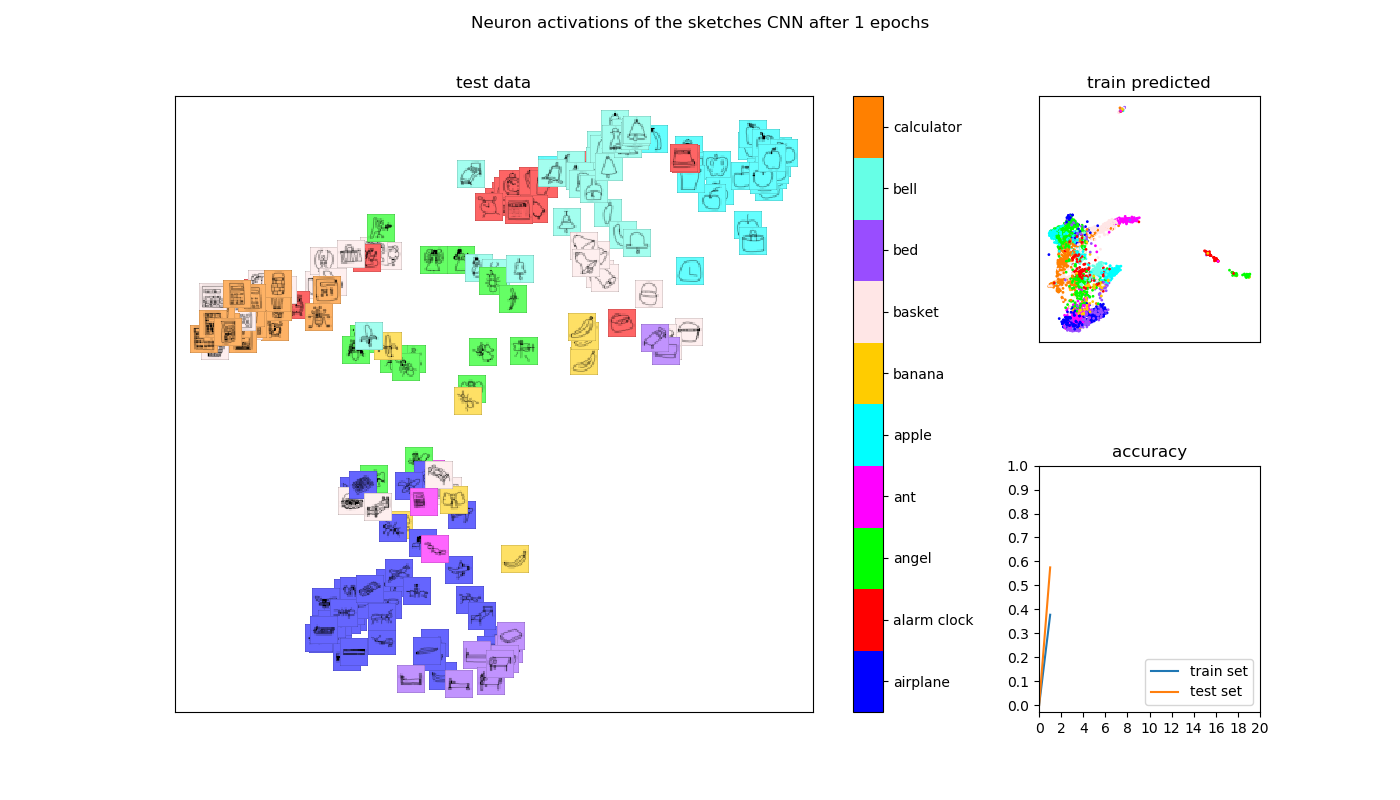 Neuron activations of the sketches CNN after 1 epochs
test data
calculator
bell
bed
basket
banana
apple
ant
angel
alarm clock
airplane
train predicted
accuracy
1.0
0.9
0.8
0.7
0.6
0.5
0.4
0.3
0.2
0.1
0.0
0 2 4 6 8 10 12 14 16 18 20
train set
test set